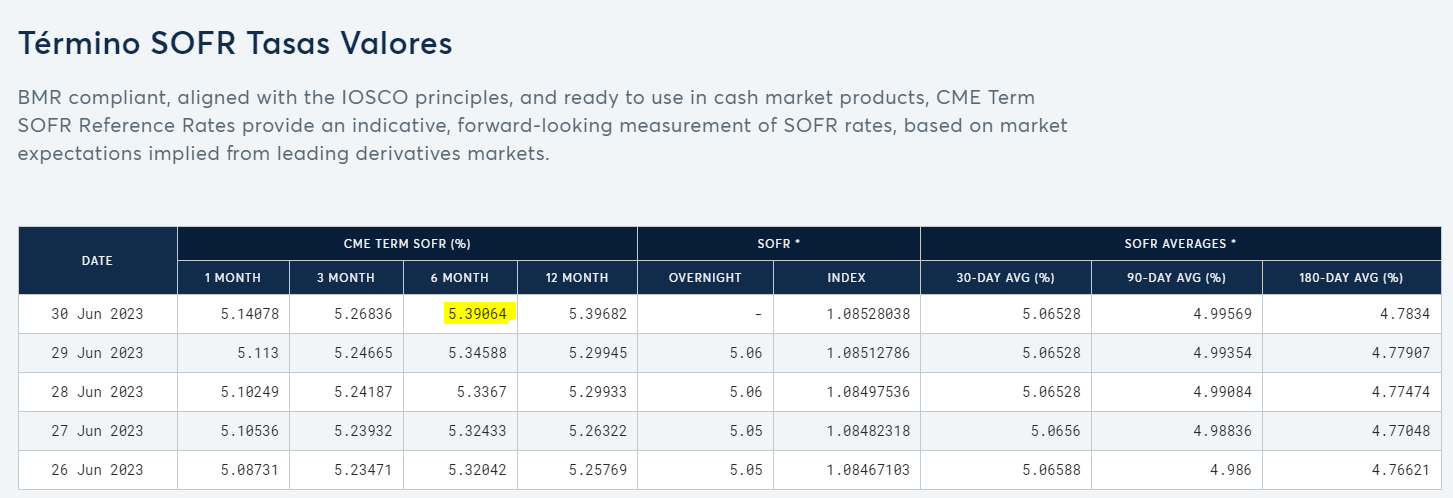 Término SOFR Tasas Valores
BMR compliant, aligned with the IOSCO principles, and ready to use in cash market products, CME Term
SOFR Reference Rates provide an indicative, forward-looking measurement of SOFR rates, based on market
expectations implied from leading derivatives markets.
DATE CME TERM SOFR (%) SOFR * SOFR AVERAGES *
1 MONTH 3 MONTH 6 MONTH 12 MONTH OVERNIGHT INDEX 30-DAY AVG (%) 90-DAY AVG (%) 180-DAY AVG (%)
30 Jun 2023 5.14078 5.26836 5.39064 5.39682 - 1.08528038 5.06528 4.99569 4.7834
29 Jun 2023 5.113 5.24665 5.34588 5.29945 5.06 1.08512786 5.06528 4.99354 4.77907
28 Jun 2023 5.10249 5.24187 5.3367 5.29933 5.06 1.08497536 5.06528 4.99084 4.77474
27 Jun 2023 5.10536 5.23932 5.32433 5.26322 5.05 1.08482318 5.0656 4.98836 4.77048
26 Jun 2023 5.08731 5.23471 5.32042 5.25769 5.05 1.08467103 5.06588 4.986 4.76621